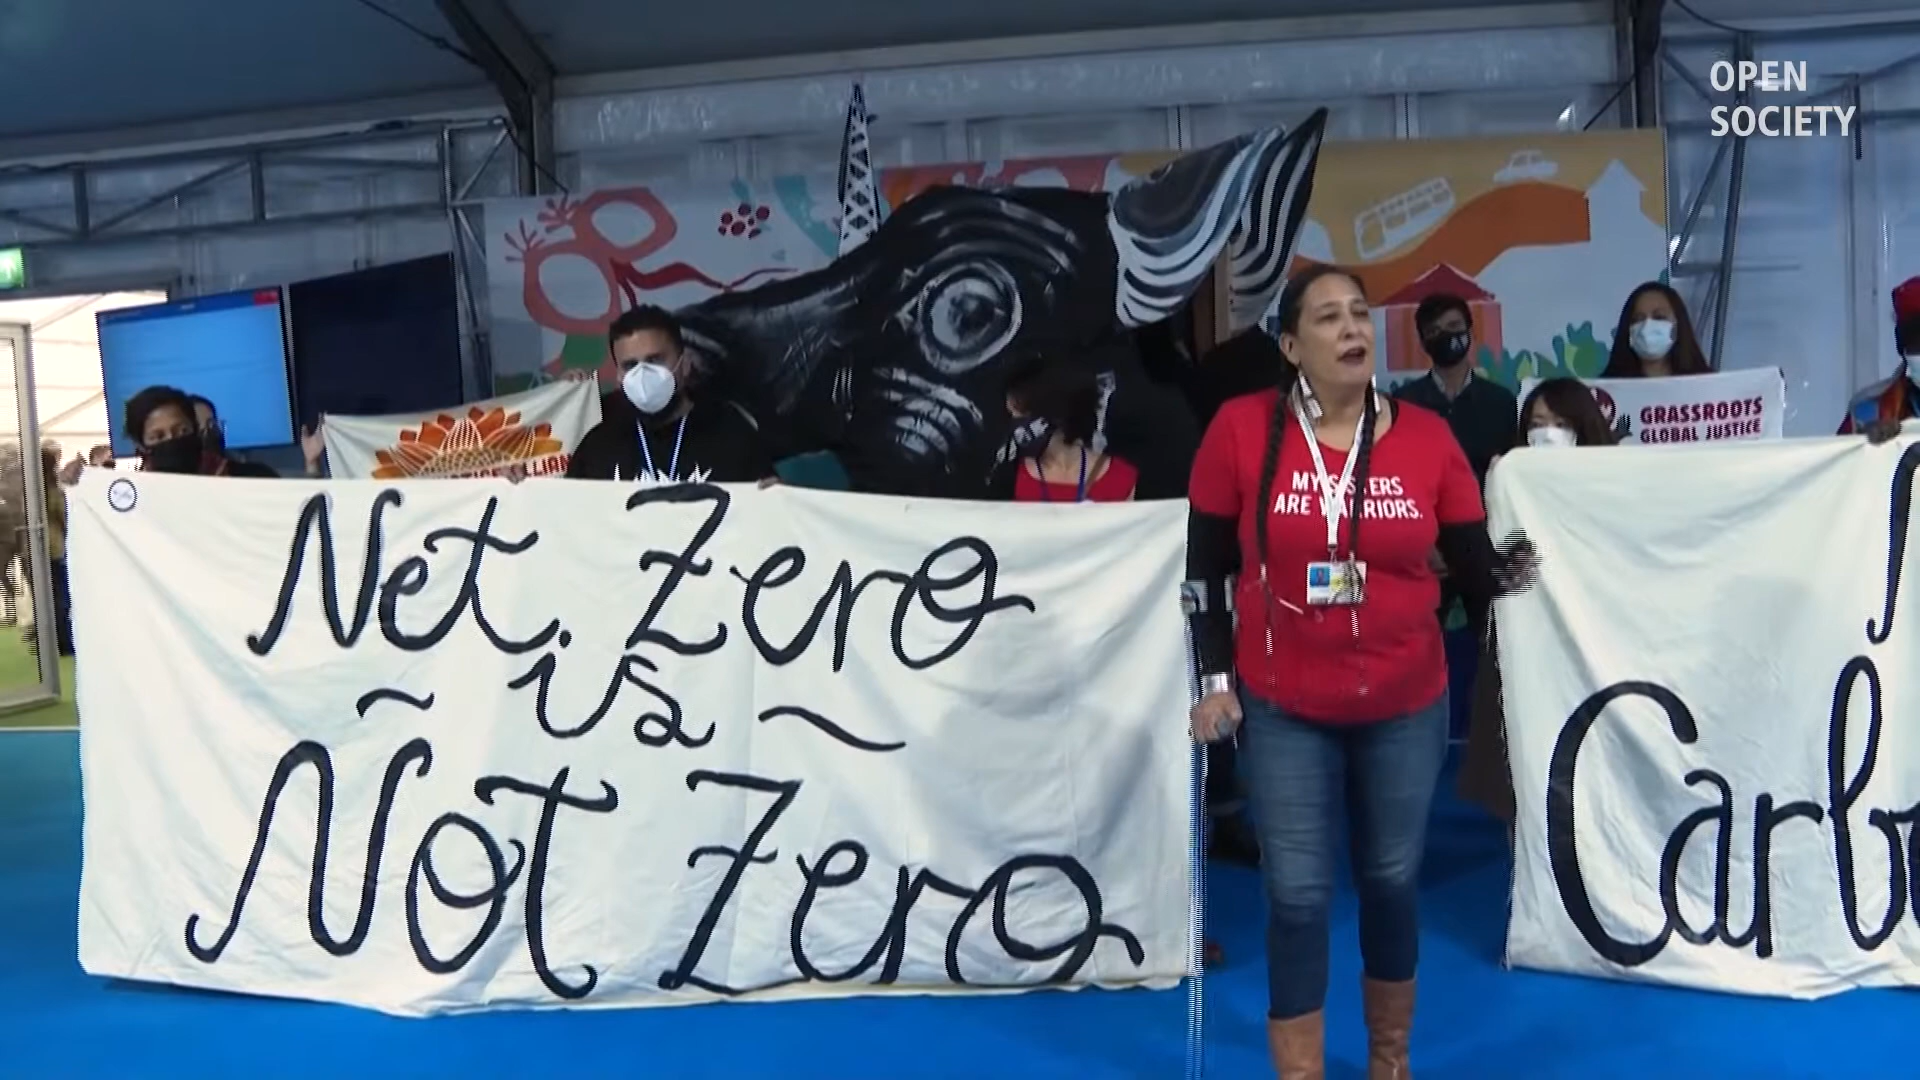 OPEN
SOCIETY
GRASSROOTS
GLOBAL JUSTICE
MY SISTERS
ARE WARRIORS.
Net Zero
~ is ~
Not Zero
Carb